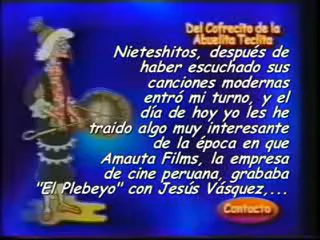 Del Cofrecito de la
Abuelita Teclita
Nieteshitos, después de
haber escuchado sus
canciones modernas
entró mi turno, y el
día de hoy yo les he
traido algo muy interesante
de la época en que
Amauta Films, la empresa
de cine peruana, grababa
"El Plebeyo" con Jesús Vásquez,...
Contacto